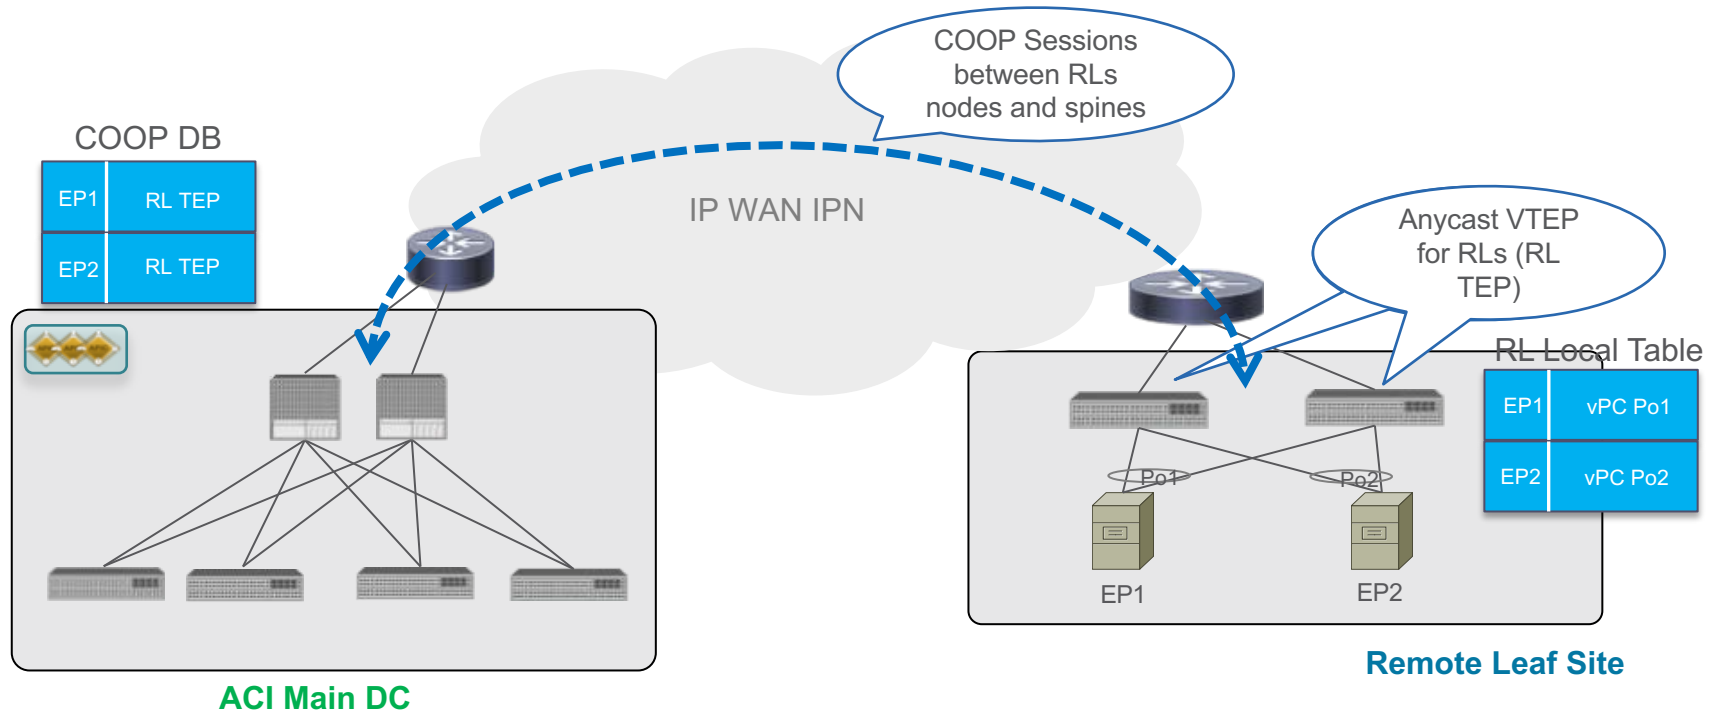 COOP Sessions
between RLs
nodes and spines
COOP DB
EP1 RL TEP
EP2 RL TEP
IP WAN IPN
Anycast VTEP
for RLs (RL
TEP)
RL Local Table
EP1 vPC Po1
EP2 vPC Po2
Po1 Po2
EP1 EP2
Remote Leaf Site
ACI Main DC